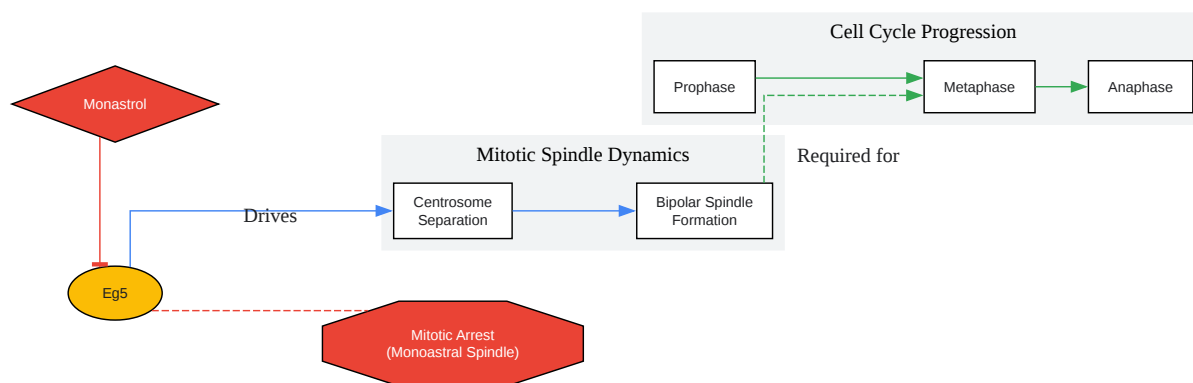 Cell Cycle Progression
Prophase
Metaphase
Anaphase
Monastrol
Mitotic Spindle Dynamics
Required for
Centrosome
Separation
Bipolar Spindle
Formation
Drives
Eg5
Mitotic Arrest
(Monoastral Spindle)